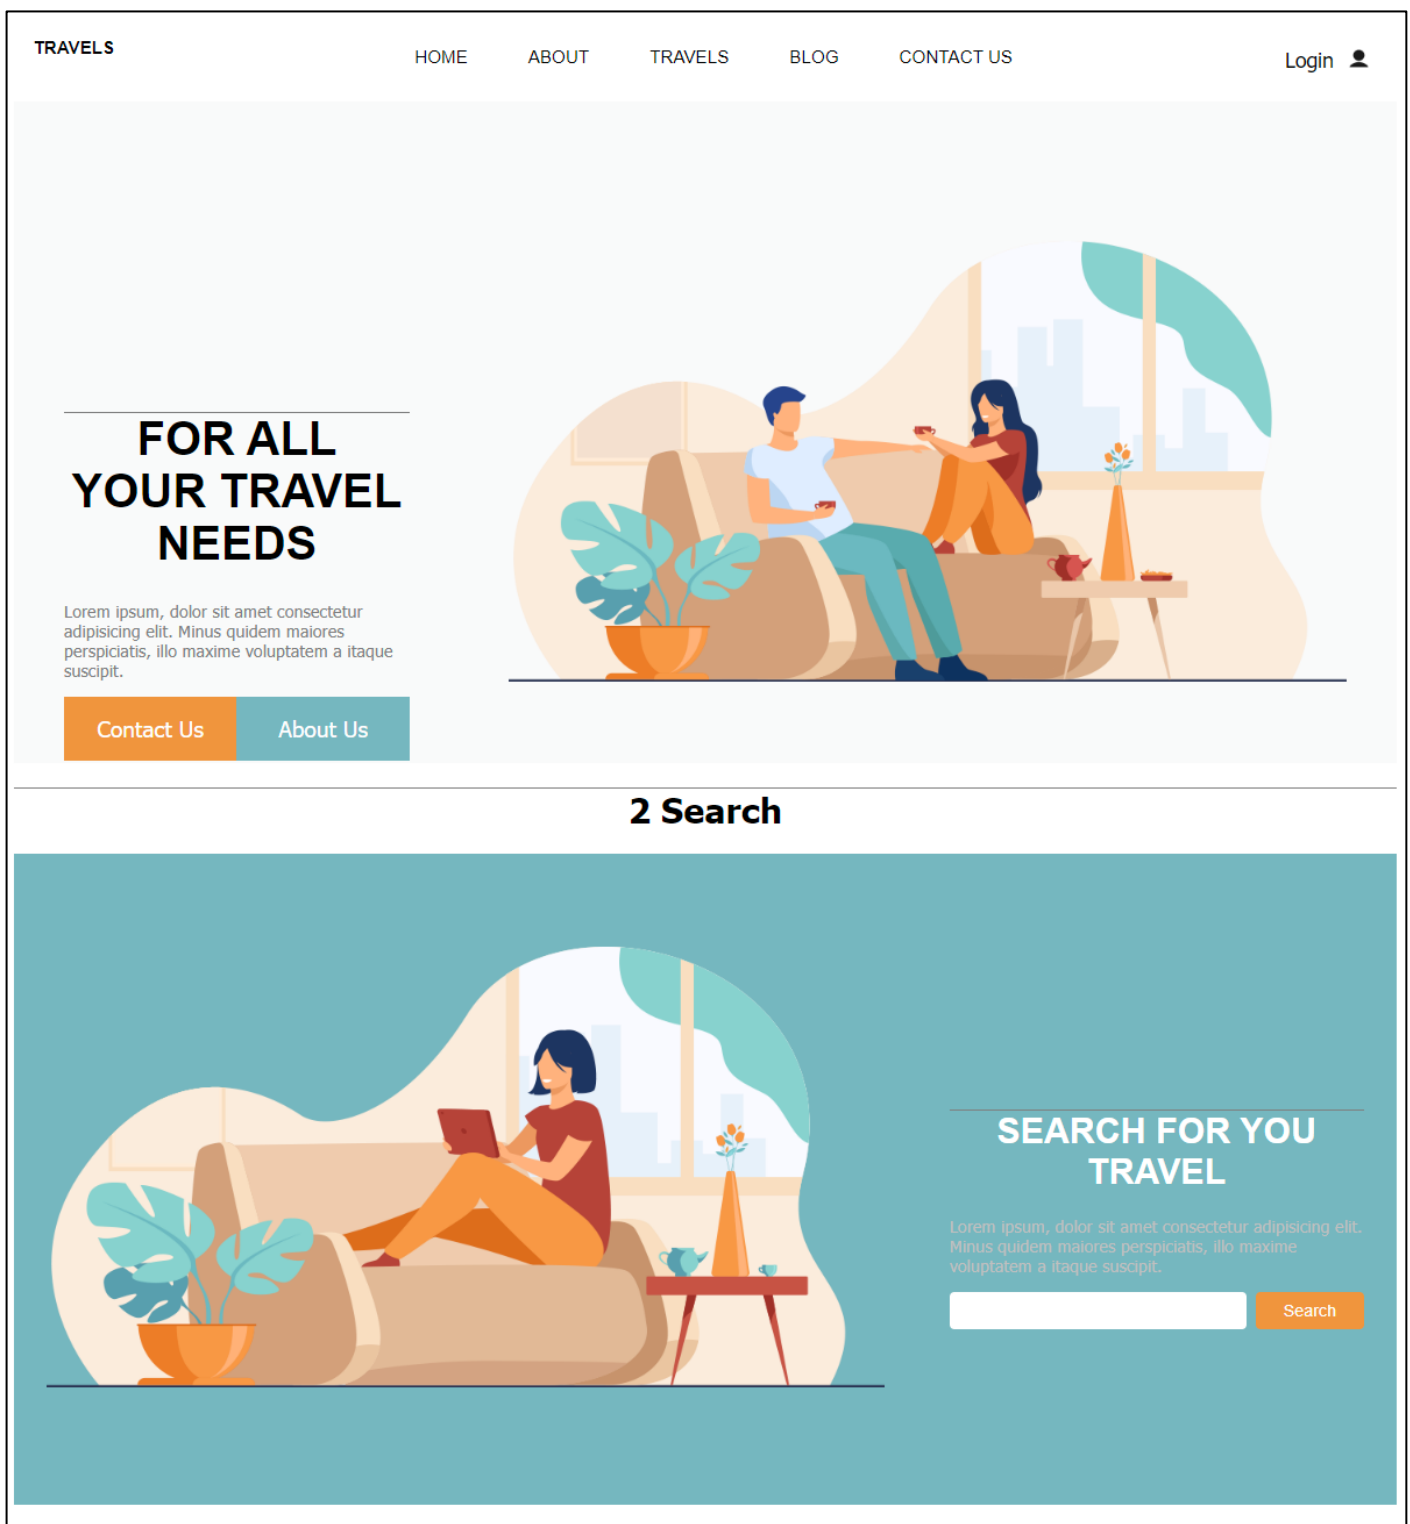 TRAVELS
HOME ABOUT TRAVELS BLOG CONTACT US
Login
FOR ALL
YOUR TRAVEL
NEEDS
Lorem ipsum, dolor sit amet consectetur
adipisicing elit. Minus quidem maiores
perspiciatis, illo maxime voluptatem a itaque
suscipit.
Contact Us About Us
2 Search
SEARCH FOR YOU
TRAVEL
Lorem ipsum, dolor sit amet consectetur adipisicing elit.
Minus quidem maiores perspiciatis, illo maxime
voluptatem a itaque suscipit.
Search